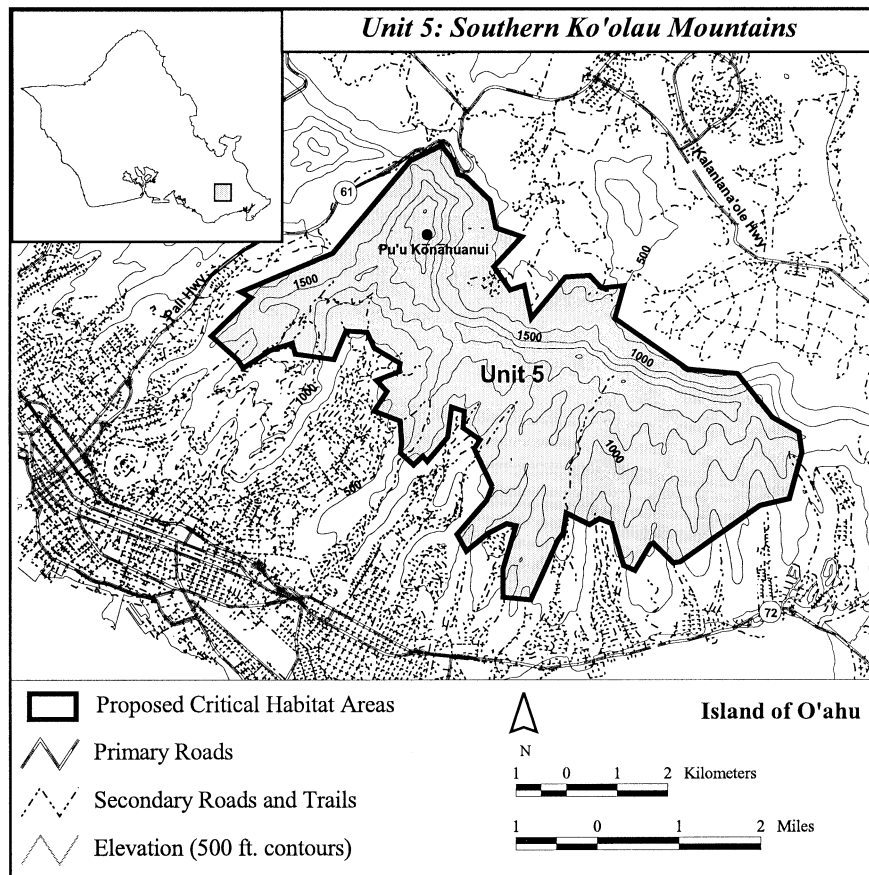 Unit 5: Southern Ko'olau Mountains
61
Kalaniana'ole Hwy
Pu'u Kōnāhuanui
500
Pali Hwy
1500
1500
1000
Unit 5
1000
1000
500
72
Proposed Critical Habitat Areas
Primary Roads
Secondary Roads and Trails
Elevation (500 ft. contours)
N
Island of O'ahu
1 0 1 2 Kilometers
1 0 1 2 Miles